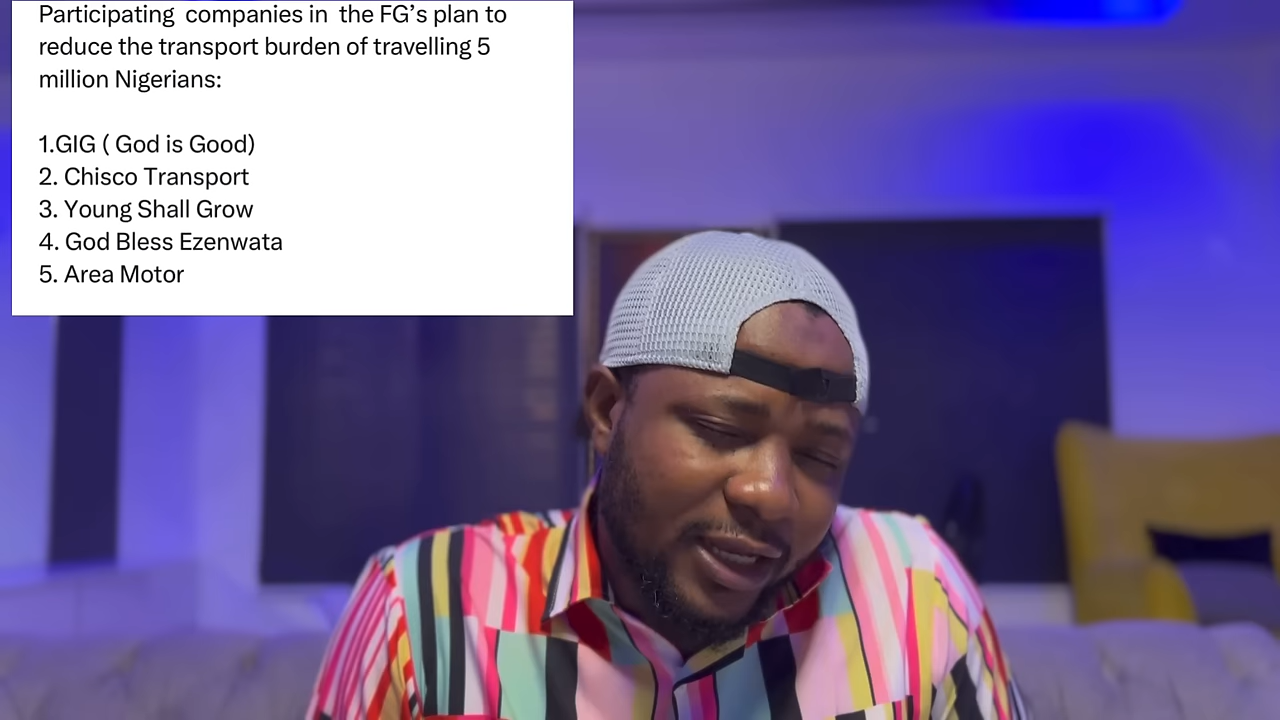 Participating  companies in  the FG’s plan to
reduce the transport burden of travelling 5
million Nigerians:
1.GIG ( God is Good)
2. Chisco Transport
3. Young Shall Grow
4. God Bless Ezenwata
5. Area Motor